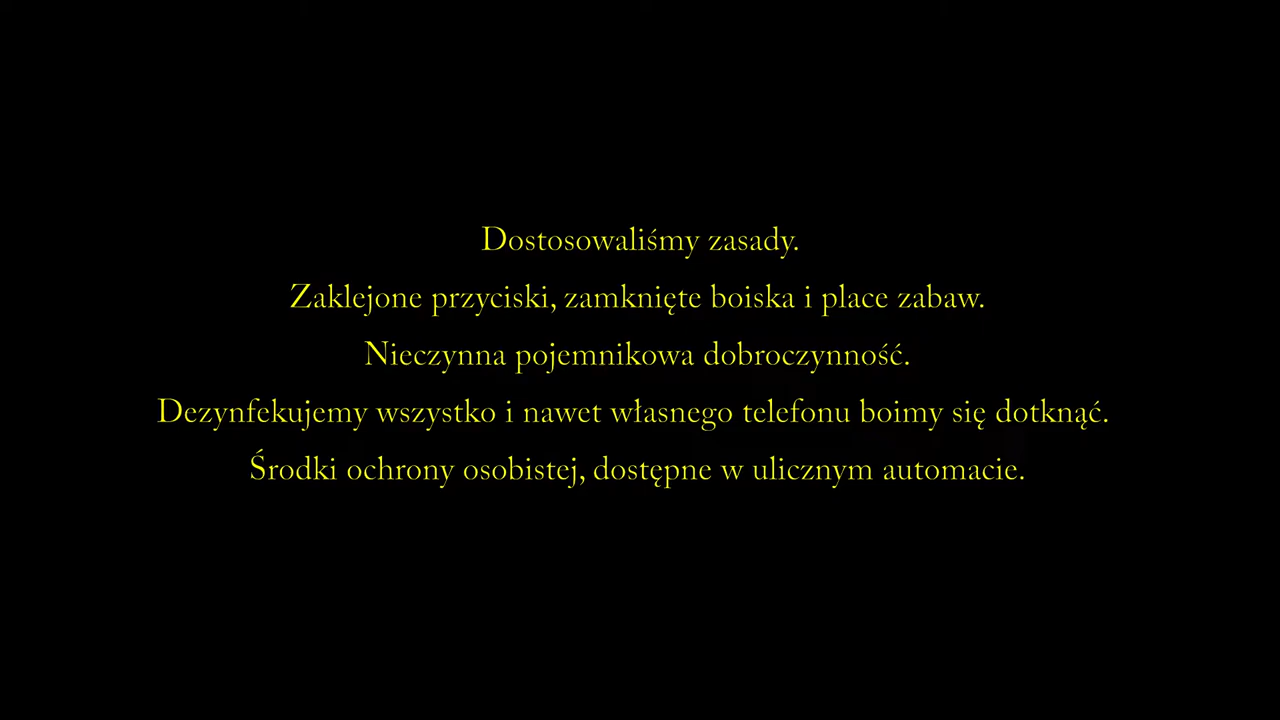 Dostosowaliśmy zasady.
Zaklejone przyciski, zamknięte boiska i place zabaw.
Nieczynna pojemnikowa dobroczynność.
Dezynfekujemy wszystko i nawet własnego telefonu boimy się dotknąć.
Środki ochrony osobistej, dostępne w ulicznym automacie.